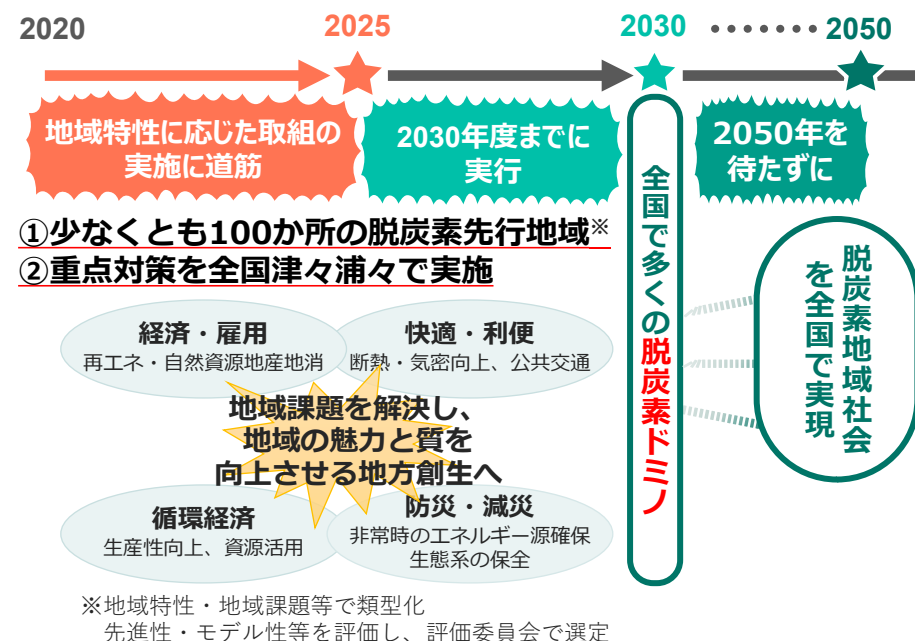 2020
2025
2030
・・・・・・・
2050
地域特性に応じた取組の
実施に道筋
2030年度までに
実行
2050年を
待たずに
①少なくとも100か所の脱炭素先行地域※
②重点対策を全国津々浦々で実施
経済・雇用
再エネ・自然資源地産地消
快適・利便
断熱・気密向上、公共交通
地域課題を解決し、
地域の魅力と質を
向上させる地方創生へ
循環経済
生産性向上、資源活用
防災・減災
非常時のエネルギー源確保
生態系の保全
全国で多くの脱炭素ドミノ
脱炭素地域社会
を全国で実現
※地域特性・地域課題等で類型化
先進性・モデル性等を評価し、評価委員会で選定